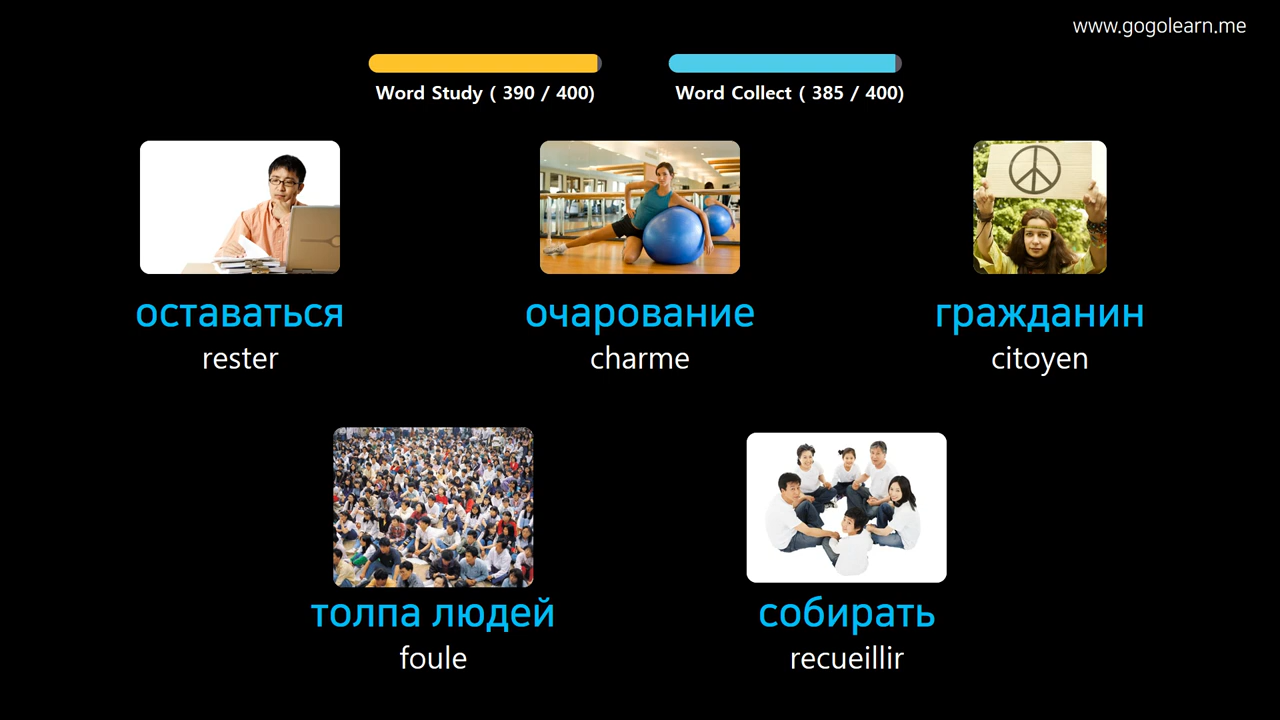 www.gogolearn.me
Word Study ( 390 / 400)
Word Collect ( 385 / 400)
оставаться
rester
очарование
charme
гражданин
citoyen
толпа людей
foule
собирать
recueillir